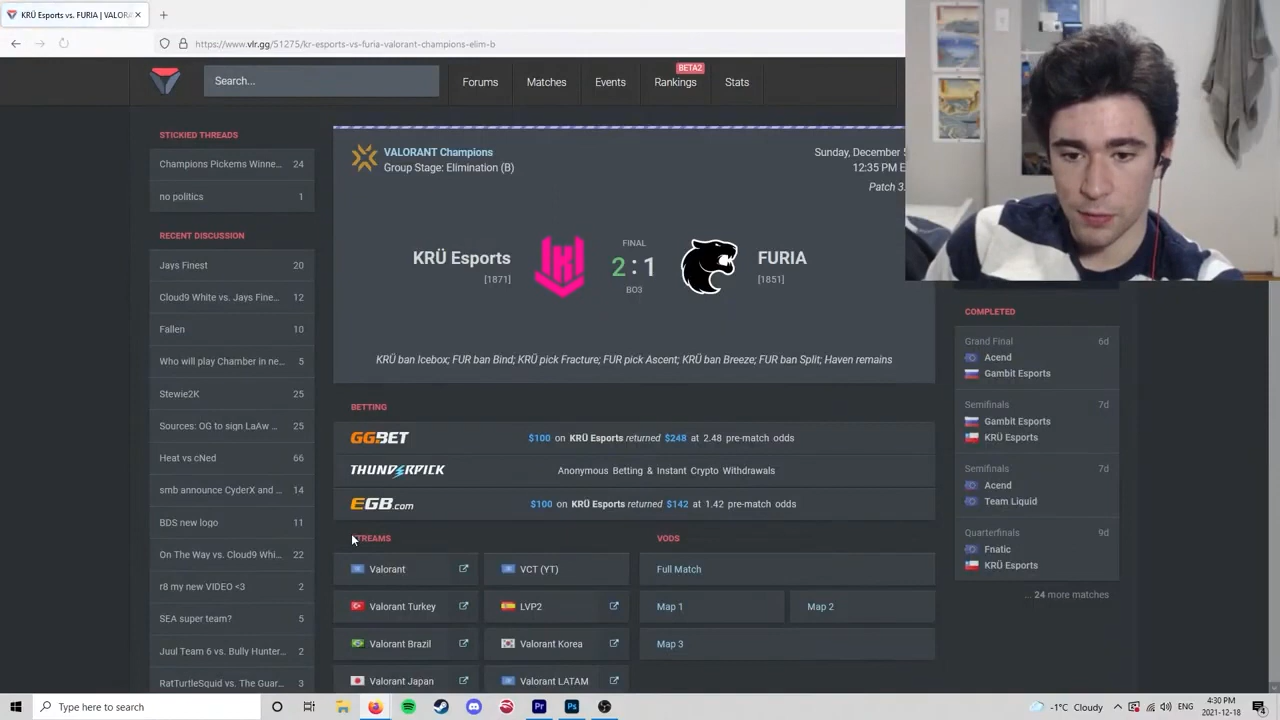 KRÜ Esports vs. FURIA | VALORA
https://www.vlr.gg/51275/kr-esports-vs-furia-valorant-champions-elim-b
Search...
Forums
Matches
Events
BETA2
Rankings
Stats
STICKIED THREADS
Champions Pickems Winne... 24
no politics 1
RECENT DISCUSSION
Jays Finest 20
Cloud9 White vs. Jays Fine... 12
Fallen 10
Who will play Chamber in ne... 5
Stewie2K 25
Sources: OG to sign LaAw ... 25
Heat vs cNed 66
smb announce CyderX and ... 14
BDS new logo 11
On The Way vs. Cloud9 Whi... 22
r8 my new VIDEO <3 2
SEA super team? 5
Juul Team 6 vs. Bully Hunter... 2
RatTurtleSquid vs. The Guar... 3
VALORANT Champions
Group Stage: Elimination (B)
Sunday, December
12:35 PM E
Patch 3.
KRÜ Esports
[1871]
FINAL
2 : 1
BO3
FURIA
[1851]
KRÜ ban Icebox; FUR ban Bind; KRÜ pick Fracture; FUR pick Ascent; KRÜ ban Breeze; FUR ban Split; Haven remains
BETTING
GG.BET
$100 on KRÜ Esports returned $248 at 2.48 pre-match odds
THUNDERPICK
Anonymous Betting & Instant Crypto Withdrawals
EGB.com
$100 on KRÜ Esports returned $142 at 1.42 pre-match odds
STREAMS
Valorant
VCT (YT)
Valorant Turkey
LVP2
Valorant Brazil
Valorant Korea
Valorant Japan
Valorant LATAM
VODS
Full Match
Map 1
Map 2
Map 3
COMPLETED
Grand Final 6d
Acend
Gambit Esports
Semifinals 7d
Gambit Esports
KRÜ Esports
Semifinals 7d
Acend
Team Liquid
Quarterfinals 9d
Fnatic
KRÜ Esports
... 24 more matches
Type here to search
Pr
Ps
-1°C Cloudy
ENG
4:30 PM
2021-12-18
4